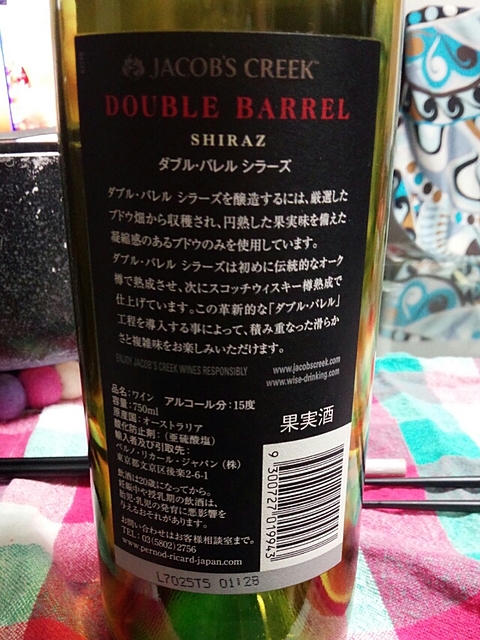 JACOB'S CREEK™
DOUBLE BARREL
SHIRAZ
ダブル・バレル シラーズ
ダブル・バレル シラーズを醸造するには、厳選した
ブドウ畑から収穫され、円熟した果実味を備えた
凝縮感のあるブドウのみを使用しています。
ダブル・バレル シラーズは初めに伝統的なオーク
樽で熟成させ、次にスコッチウィスキー樽熟成で
仕上げています。この革新的な「ダブル・バレル」
工程を導入する事によって、積み重なった滑らか
さと複雑味をお楽しみいただけます。
ENJOY JACOB'S CREEK WINES RESPONSIBLY
www.jacobscreek.com
www.wise-drinking.com
品名:ワイン アルコール分:15度
容量:750ml
原産国:オーストラリア
酸化防止剤:(亜硫酸塩)
輸入者及び引取先:
ペルノ・リカール・ジャパン(株)
東京都文京区後楽2-6-1
飲酒は20歳になってから。
妊娠中や授乳期の飲酒は、
胎児・乳児の発育に悪影響を
与えるおそれがあります。
お問い合わせはお客様相談室まで。
TEL: 03(5802)2756
www.pernod-ricard-japan.com
果実酒
9300727019943
L7025T5 01:28